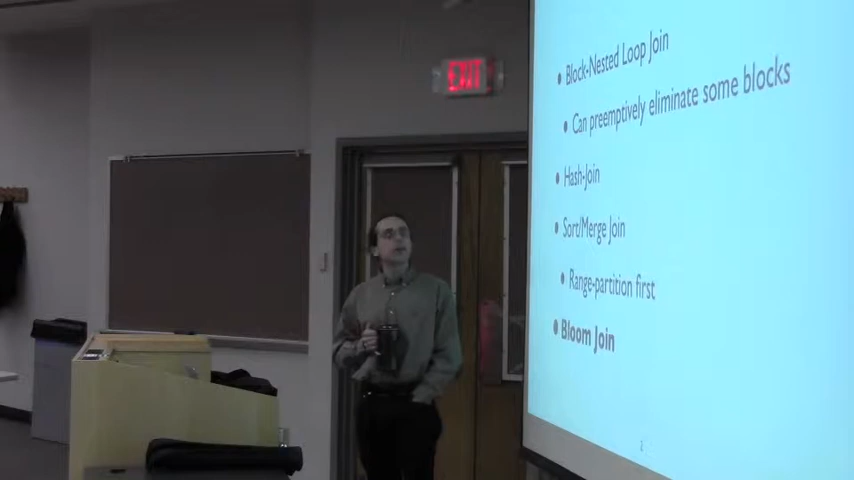 EXIT
Block-Nested Loop Join
Can preemptively eliminate some blocks
Hash-Join
Sort/Merge Join
Range-partition first
Bloom Join
2